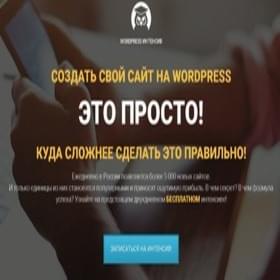 WORDPRESS ИНТЕНСИВ
СОЗДАТЬ СВОЙ САЙТ НА WORDPRESS
ЭТО ПРОСТО!
КУДА СЛОЖНЕЕ СДЕЛАТЬ ЭТО ПРАВИЛЬНО!
Ежедневно в России появляется более 5 000 новых сайтов.
И только единицы из них становятся популярными и приносят ощутимую прибыль. В чем секрет? В чем формула
успеха? Узнайте на предстоящем двухдневном БЕСПЛАТНОМ интенсиве!
ЗАПИСАТЬСЯ НА ИНТЕНСИВ